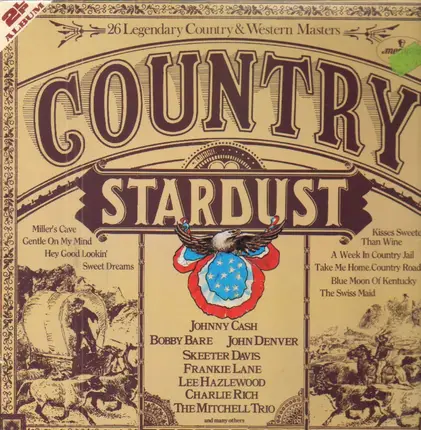 2LP
ALBUM
26 Legendary Country & Western Masters
COUNTRY
STARDUST
Miller's Cave
Gentle On My Mind
Hey Good Lookin'
Sweet Dreams
Kisses Sweete
Than Wine
A Week In Country Jail
Take Me Home, Country Road
Blue Moon Of Kentucky
The Swiss Maid
JOHNNY CASH
BOBBY BARE JOHN DENVER
SKEETER DAVIS
FRANKIE LANE
LEE HAZLEWOOD
CHARLIE RICH
THE MITCHELL TRIO
and many others